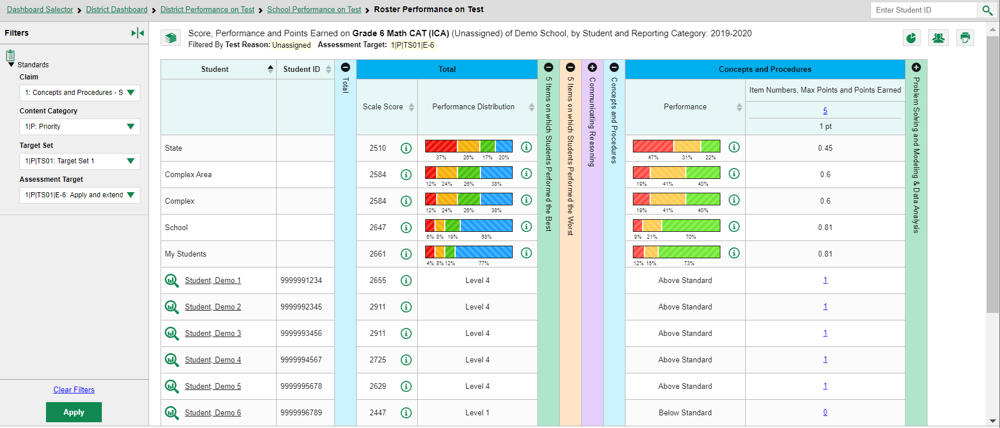 Dashboard Selector > District Dashboard > District Performance on Test > School Performance on Test > Roster Performance on Test
Enter Student ID
Filters
Standards
Claim
1: Concepts and Procedures - S
Content Category
1|P: Priority
Target Set
1|P|TS01: Target Set 1
Assessment Target
1|P|TS01|E-6: Apply and extend
Clear Filters
Apply
Score, Performance and Points Earned on Grade 6 Math CAT (ICA) (Unassigned) of Demo School, by Student and Reporting Category: 2019-2020
Filtered By Test Reason: Unassigned Assessment Target: 1|P|TS01|E-6
Student Student ID Total Total 5 Items on which Students Performed the Best 5 Items on which Students Performed the Worst Communicating Reasoning Concepts and Procedures Concepts and Procedures Problem Solving and Modeling & Data Analysis
Scale Score Performance Distribution Performance Item Numbers, Max Points and Points Earned
5
1 pt
State 2510 37% 26% 17% 20% 47% 31% 22% 0.45
Complex Area 2584 12% 24% 26% 38% 19% 41% 40% 0.6
Complex 2584 12% 24% 26% 38% 19% 41% 40% 0.6
School 2647 6% 8% 19% 68% 9% 21% 70% 0.81
My Students 2661 4% 8% 12% 77% 12% 15% 73% 0.81
Student, Demo 1 9999991234 2655 Level 4 Above Standard 1
Student, Demo 2 9999992345 2911 Level 4 Above Standard 1
Student, Demo 3 9999993456 2911 Level 4 Above Standard 1
Student, Demo 4 9999994567 2725 Level 4 Above Standard 1
Student, Demo 5 9999995678 2629 Level 4 Above Standard 1
Student, Demo 6 9999996789 2447 Level 1 Below Standard 0